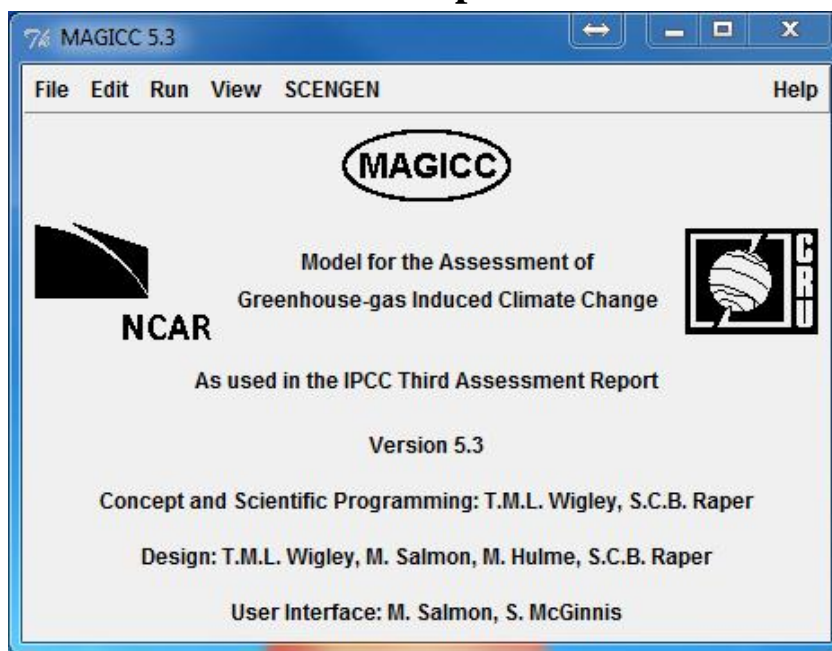 MAGICC 5.3
File Edit Run View SCENGEN Help
MAGICC
Model for the Assessment of
Greenhouse-gas Induced Climate Change
NCAR
CRU
As used in the IPCC Third Assessment Report
Version 5.3
Concept and Scientific Programming: T.M.L. Wigley, S.C.B. Raper
Design: T.M.L. Wigley, M. Salmon, M. Hulme, S.C.B. Raper
User Interface: M. Salmon, S. McGinnis